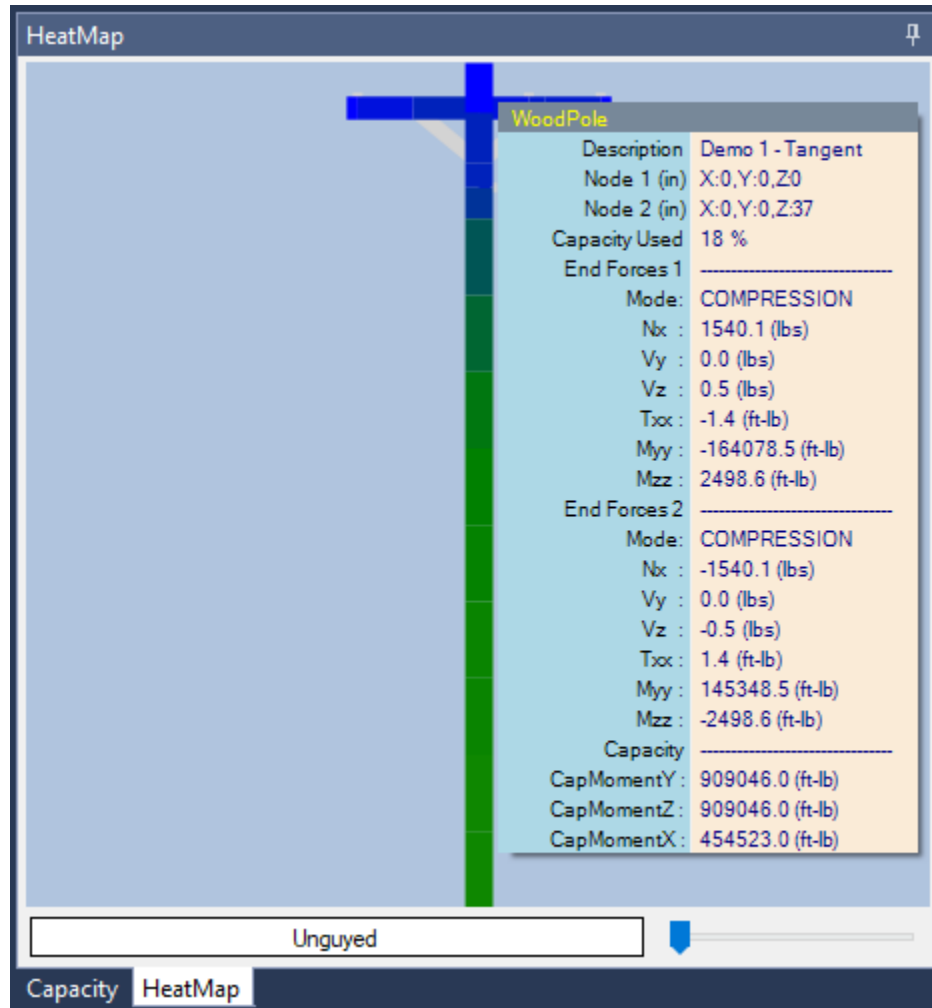 HeatMap
WoodPole
Description Demo 1 - Tangent
Node 1 (in) X:0,Y:0,Z:0
Node 2 (in) X:0,Y:0,Z:37
Capacity Used 18 %
End Forces 1 --------------------------------
Mode: COMPRESSION
Nx : 1540.1 (lbs)
Vy : 0.0 (lbs)
Vz : 0.5 (lbs)
Txx : -1.4 (ft-lb)
Myy : -164078.5 (ft-lb)
Mzz : 2498.6 (ft-lb)
End Forces 2 --------------------------------
Mode: COMPRESSION
Nx : -1540.1 (lbs)
Vy : 0.0 (lbs)
Vz : -0.5 (lbs)
Txx : 1.4 (ft-lb)
Myy : 145348.5 (ft-lb)
Mzz : -2498.6 (ft-lb)
Capacity --------------------------------
CapMomentY : 909046.0 (ft-lb)
CapMomentZ : 909046.0 (ft-lb)
CapMomentX : 454523.0 (ft-lb)
Unguyed
Capacity HeatMap